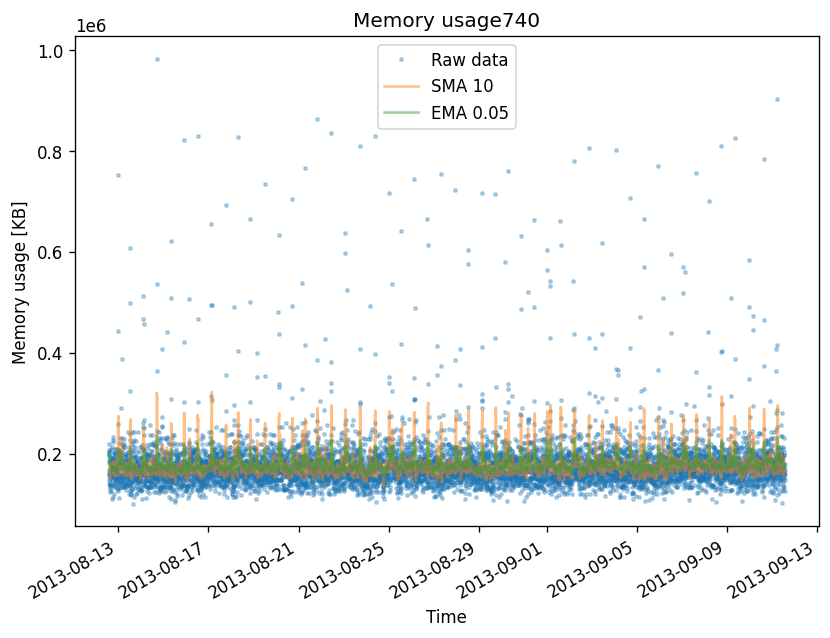 Memory usage740
1e6
Raw data
SMA 10
EMA 0.05
1.0
0.8
0.6
0.4
0.2
Memory usage [KB]
2013-08-13
2013-08-17
2013-08-21
2013-08-25
2013-08-29
2013-09-01
2013-09-05
2013-09-09
2013-09-13
Time